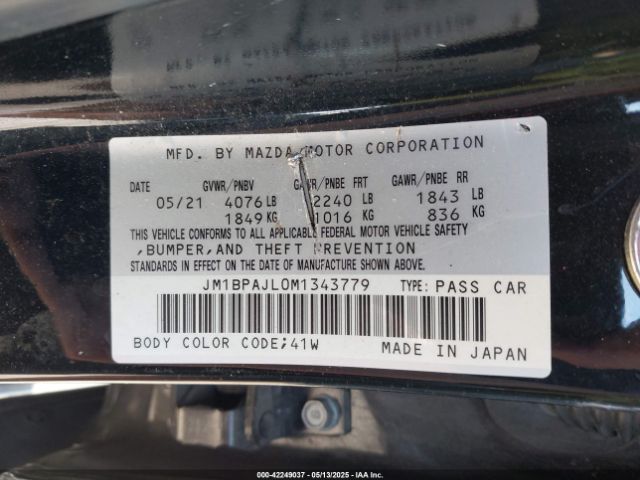 MFD. BY MAZDA MOTOR CORPORATION
DATE GVWR/PNBV GAWR/PNBE FRT GAWR/PNBE RR
05/21 4076 LB 2240 LB 1843 LB
1849 KG 1016 KG 836 KG
THIS VEHICLE CONFORMS TO ALL APPLICABLE FEDERAL MOTOR VEHICLE SAFETY
,BUMPER,AND THEFT PREVENTION
STANDARDS IN EFFECT ON THE DATE OF MANUFACTURE SHOWN ABOVE.
JM1BPAJL0M1343779 TYPE: PASS CAR
BODY COLOR CODE;41W MADE IN JAPAN
000-42249037 - 05/13/2025 - IAA Inc.